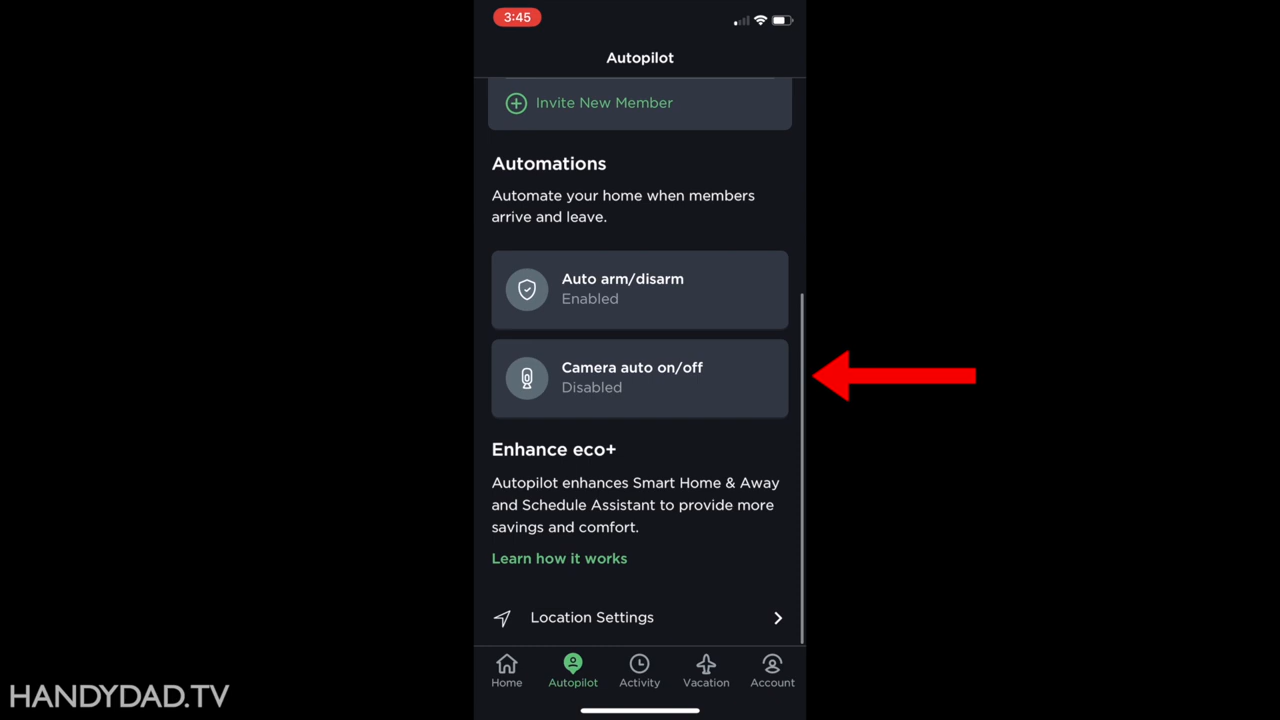 3:45
Autopilot
Invite New Member
Automations
Automate your home when members
arrive and leave.
Auto arm/disarm
Enabled
Camera auto on/off
Disabled
Enhance eco+
Autopilot enhances Smart Home & Away
and Schedule Assistant to provide more
savings and comfort.
Learn how it works
Location Settings
Home Autopilot Activity Vacation Account
HANDYDAD.TV